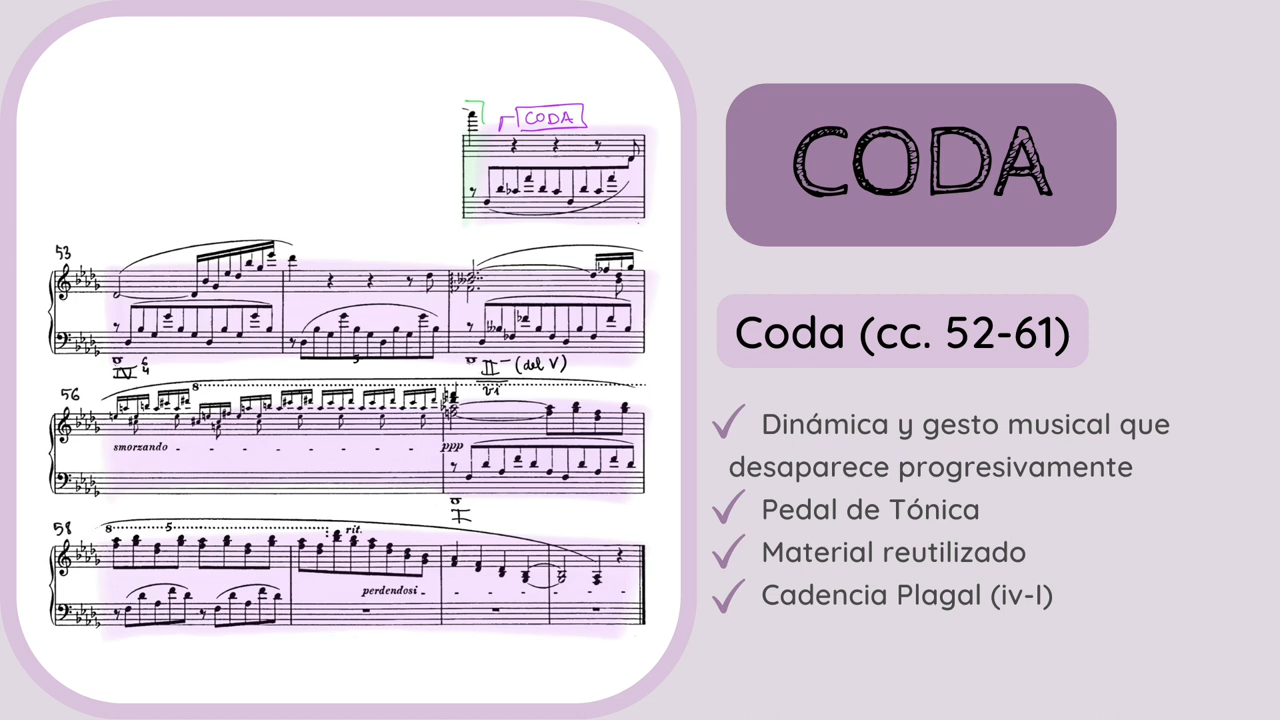 CODA
53
IV 6/4
II- (del V)
vi
56
8
smorzando
ppp
I
58
8
5
rit.
perdendosi
CODA
Coda (cc. 52-61)
Dinámica y gesto musical que
desaparece progresivamente
Pedal de Tónica
Material reutilizado
Cadencia Plagal (iv-I)